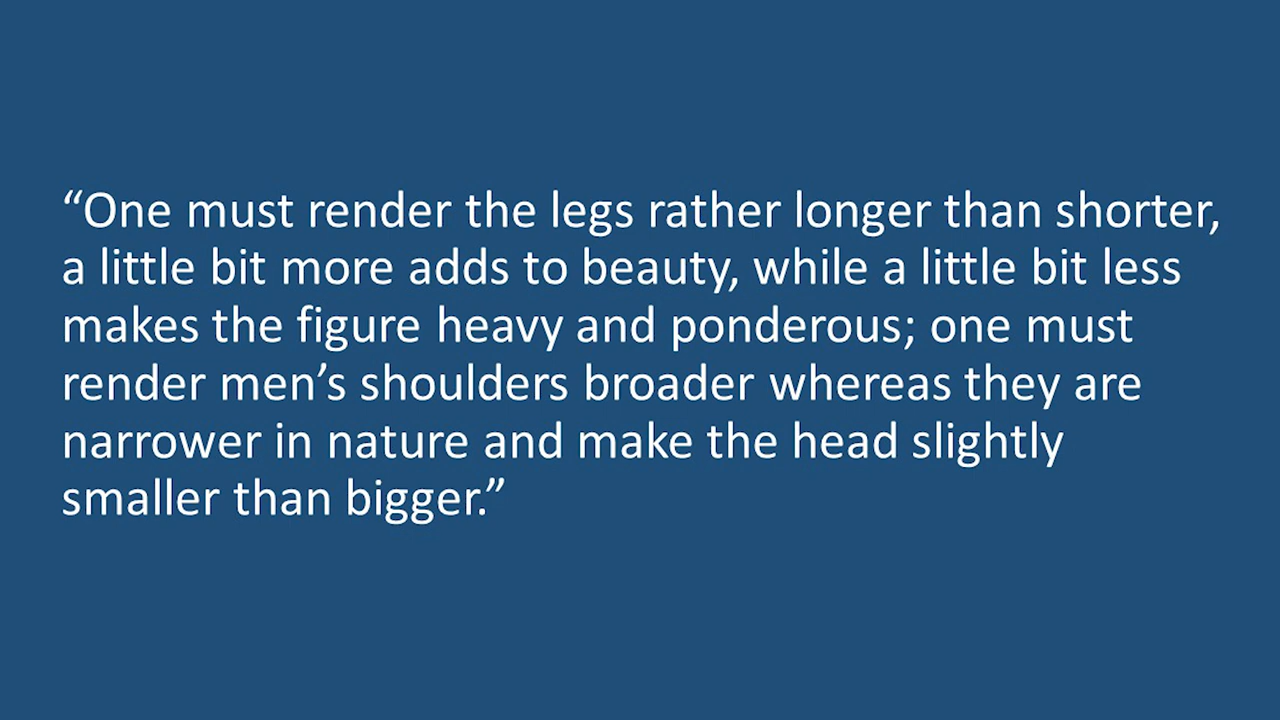 “One must render the legs rather longer than shorter,
a little bit more adds to beauty, while a little bit less
makes the figure heavy and ponderous; one must
render men’s shoulders broader whereas they are
narrower in nature and make the head slightly
smaller than bigger.”